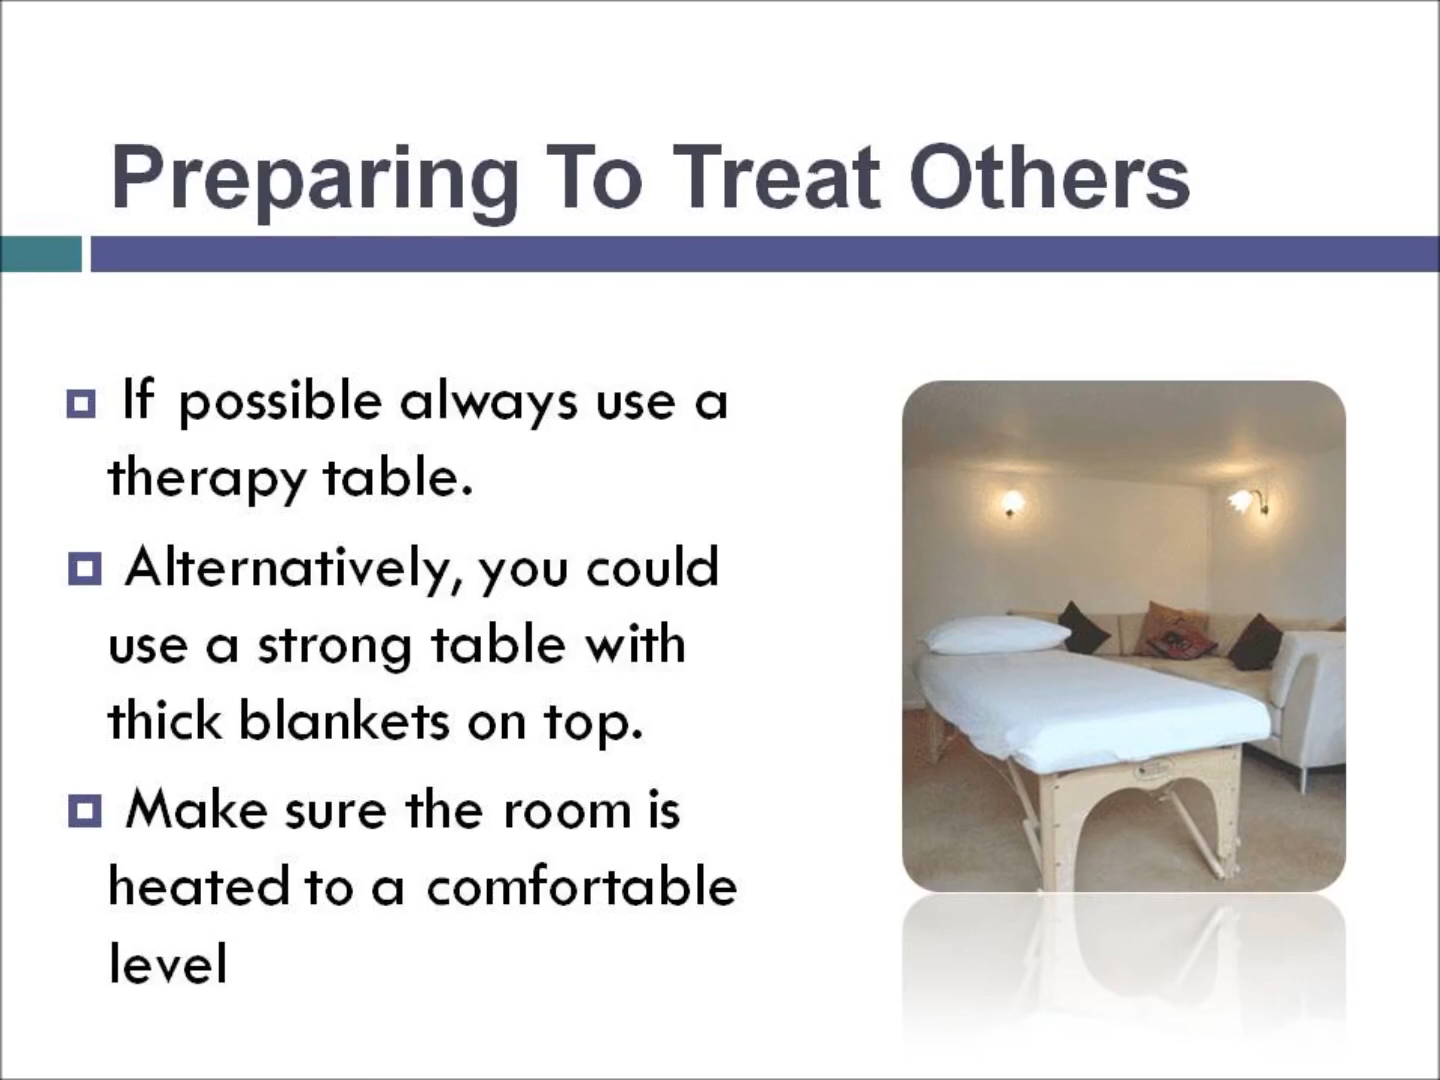 Preparing To Treat Others
If possible always use a
therapy table.
Alternatively, you could
use a strong table with
thick blankets on top.
Make sure the room is
heated to a comfortable
level